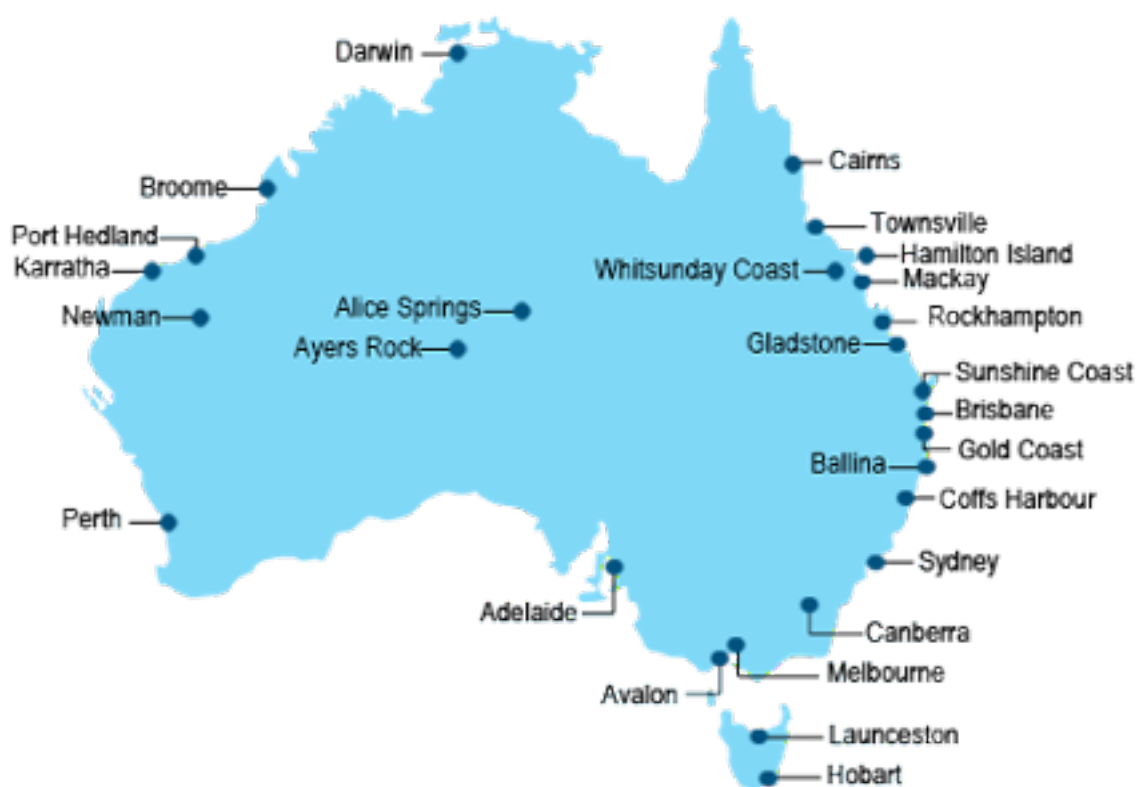 Darwin
Cairns
Broome
Townsville
Port Hedland
Hamilton Island
Karratha
Whitsunday Coast
Mackay
Newman
Alice Springs
Rockhampton
Ayers Rock
Gladstone
Sunshine Coast
Brisbane
Gold Coast
Ballina
Coffs Harbour
Perth
Sydney
Adelaide
Canberra
Melbourne
Avalon
Launceston
Hobart